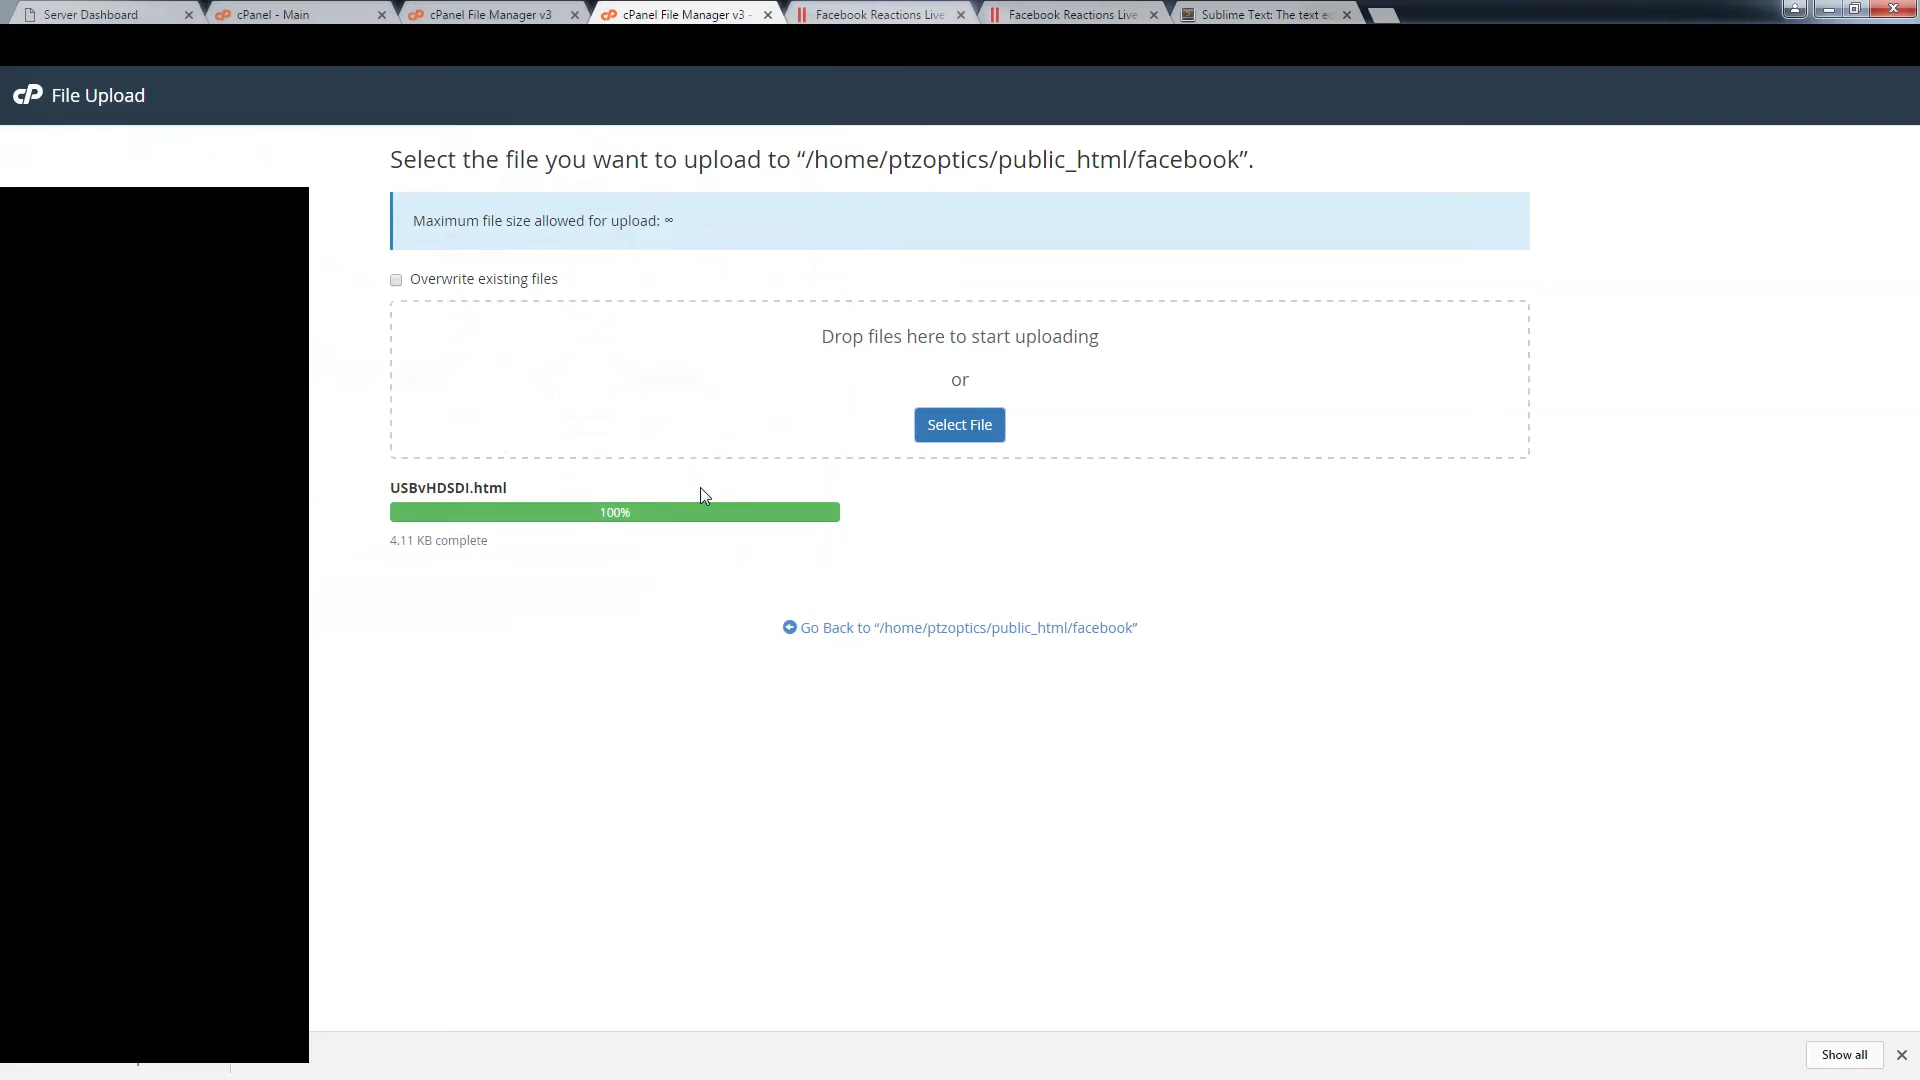 Server Dashboard
cPanel - Main
cPanel File Manager v3
cPanel File Manager v3 -
Facebook Reactions Live
Facebook Reactions Live
Sublime Text: The text e
cP File Upload
Select the file you want to upload to “/home/ptzoptics/public_html/facebook”.
Maximum file size allowed for upload: ∞
Overwrite existing files
Drop files here to start uploading
or
Select File
USBvHDSDI.html
100%
4.11 KB complete
Go Back to “/home/ptzoptics/public_html/facebook”
Show all